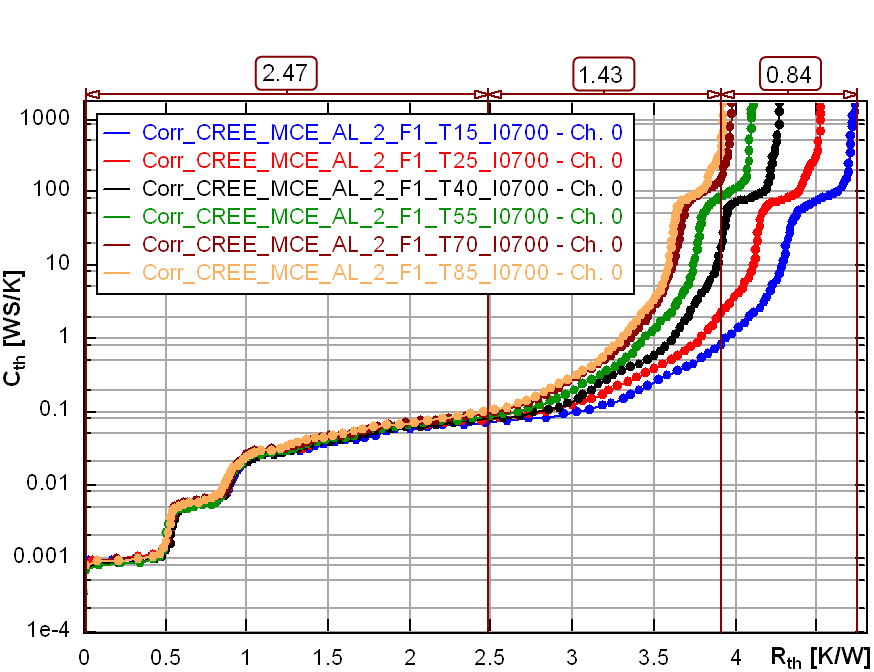 2.47 1.43 0.84
1000
Corr_CREE_MCE_AL_2_F1_T15_I0700 - Ch. 0
Corr_CREE_MCE_AL_2_F1_T25_I0700 - Ch. 0
100
Corr_CREE_MCE_AL_2_F1_T40_I0700 - Ch. 0
Corr_CREE_MCE_AL_2_F1_T55_I0700 - Ch. 0
Corr_CREE_MCE_AL_2_F1_T70_I0700 - Ch. 0
10
Corr_CREE_MCE_AL_2_F1_T85_I0700 - Ch. 0
1
Cth [WS/K]
0.1
0.01
0.001
1e-4
0 0.5 1 1.5 2 2.5 3 3.5 4 Rth [K/W]